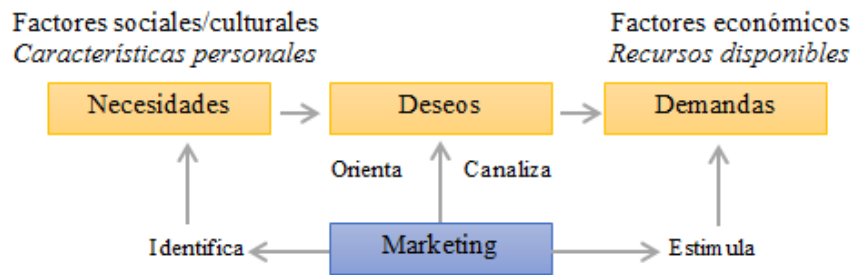 Factores sociales/culturales
Características personales
Factores económicos
Recursos disponibles
Necesidades
Deseos
Demandas
Orienta
Canaliza
Identifica
Marketing
Estimula